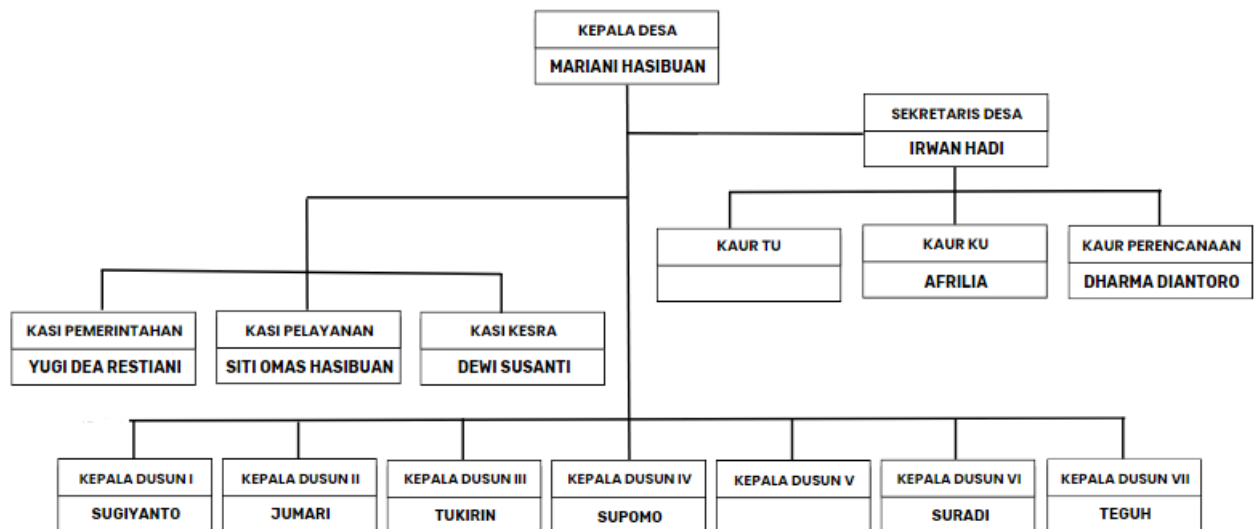 KEPALA DESA
MARIANI HASIBUAN
SEKRETARIS DESA
IRWAN HADI
KAUR TU
KAUR KU
AFRILIA
KAUR PERENCANAAN
DHARMA DIANTORO
KASI PEMERINTAHAN
YUGI DEA RESTIANI
KASI PELAYANAN
SITI OMAS HASIBUAN
KASI KESRA
DEWI SUSANTI
KEPALA DUSUN I
SUGIYANTO
KEPALA DUSUN II
JUMARI
KEPALA DUSUN III
TUKIRIN
KEPALA DUSUN IV
SUPOMO
KEPALA DUSUN V
KEPALA DUSUN VI
SURADI
KEPALA DUSUN VII
TEGUH